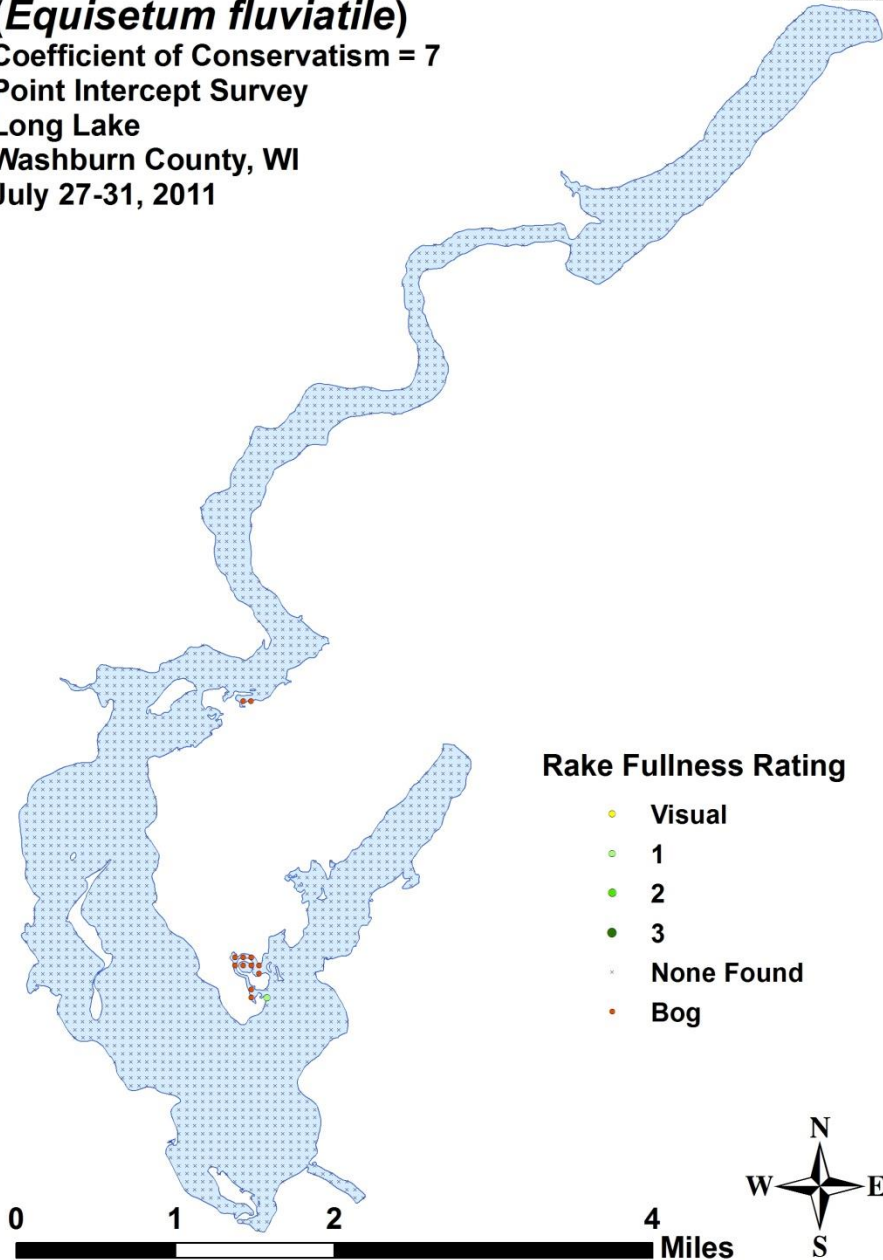 (Equisetum fluviatile)
Coefficient of Conservatism = 7
Point Intercept Survey
Long Lake
Washburn County, WI
July 27-31, 2011
Rake Fullness Rating
Visual
1
2
3
None Found
Bog
N
W E
S
0 1 2 4
Miles